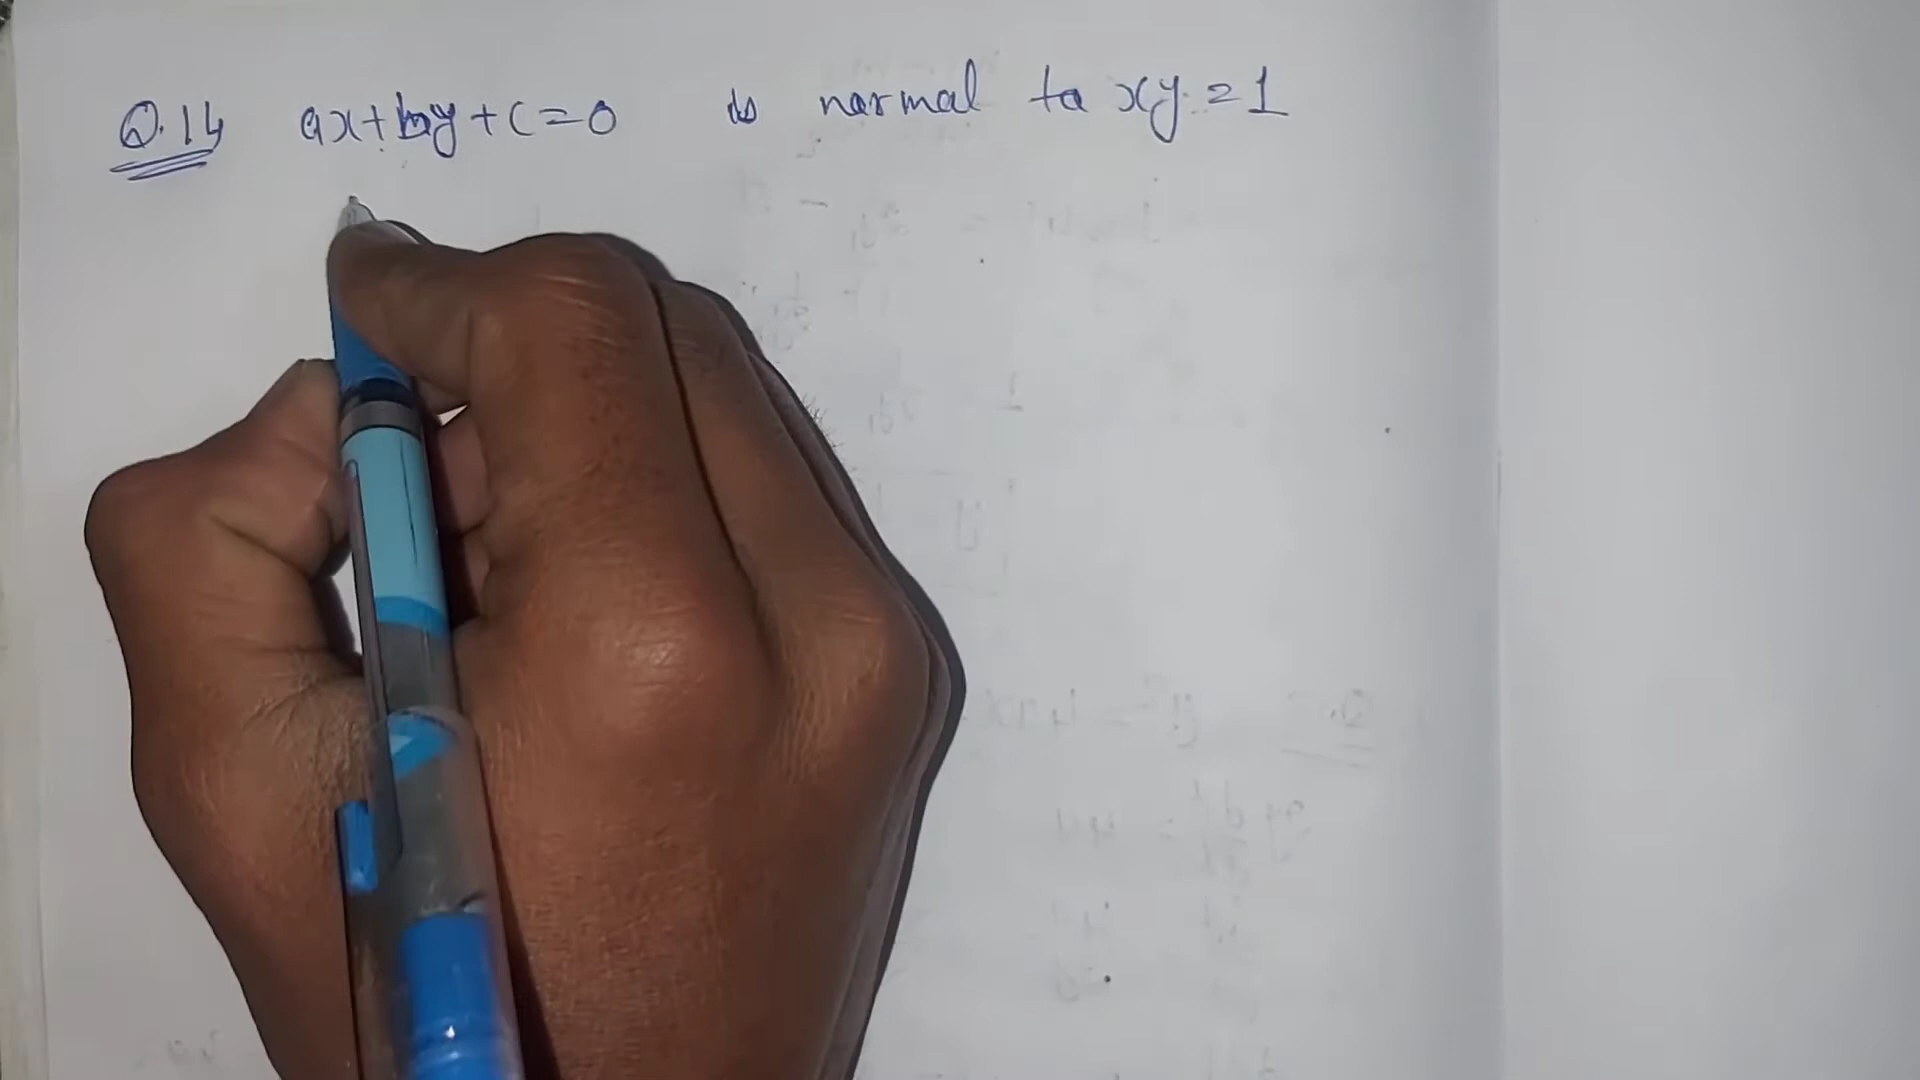 Q.14 ax+by+c=0 is normal to xy=1